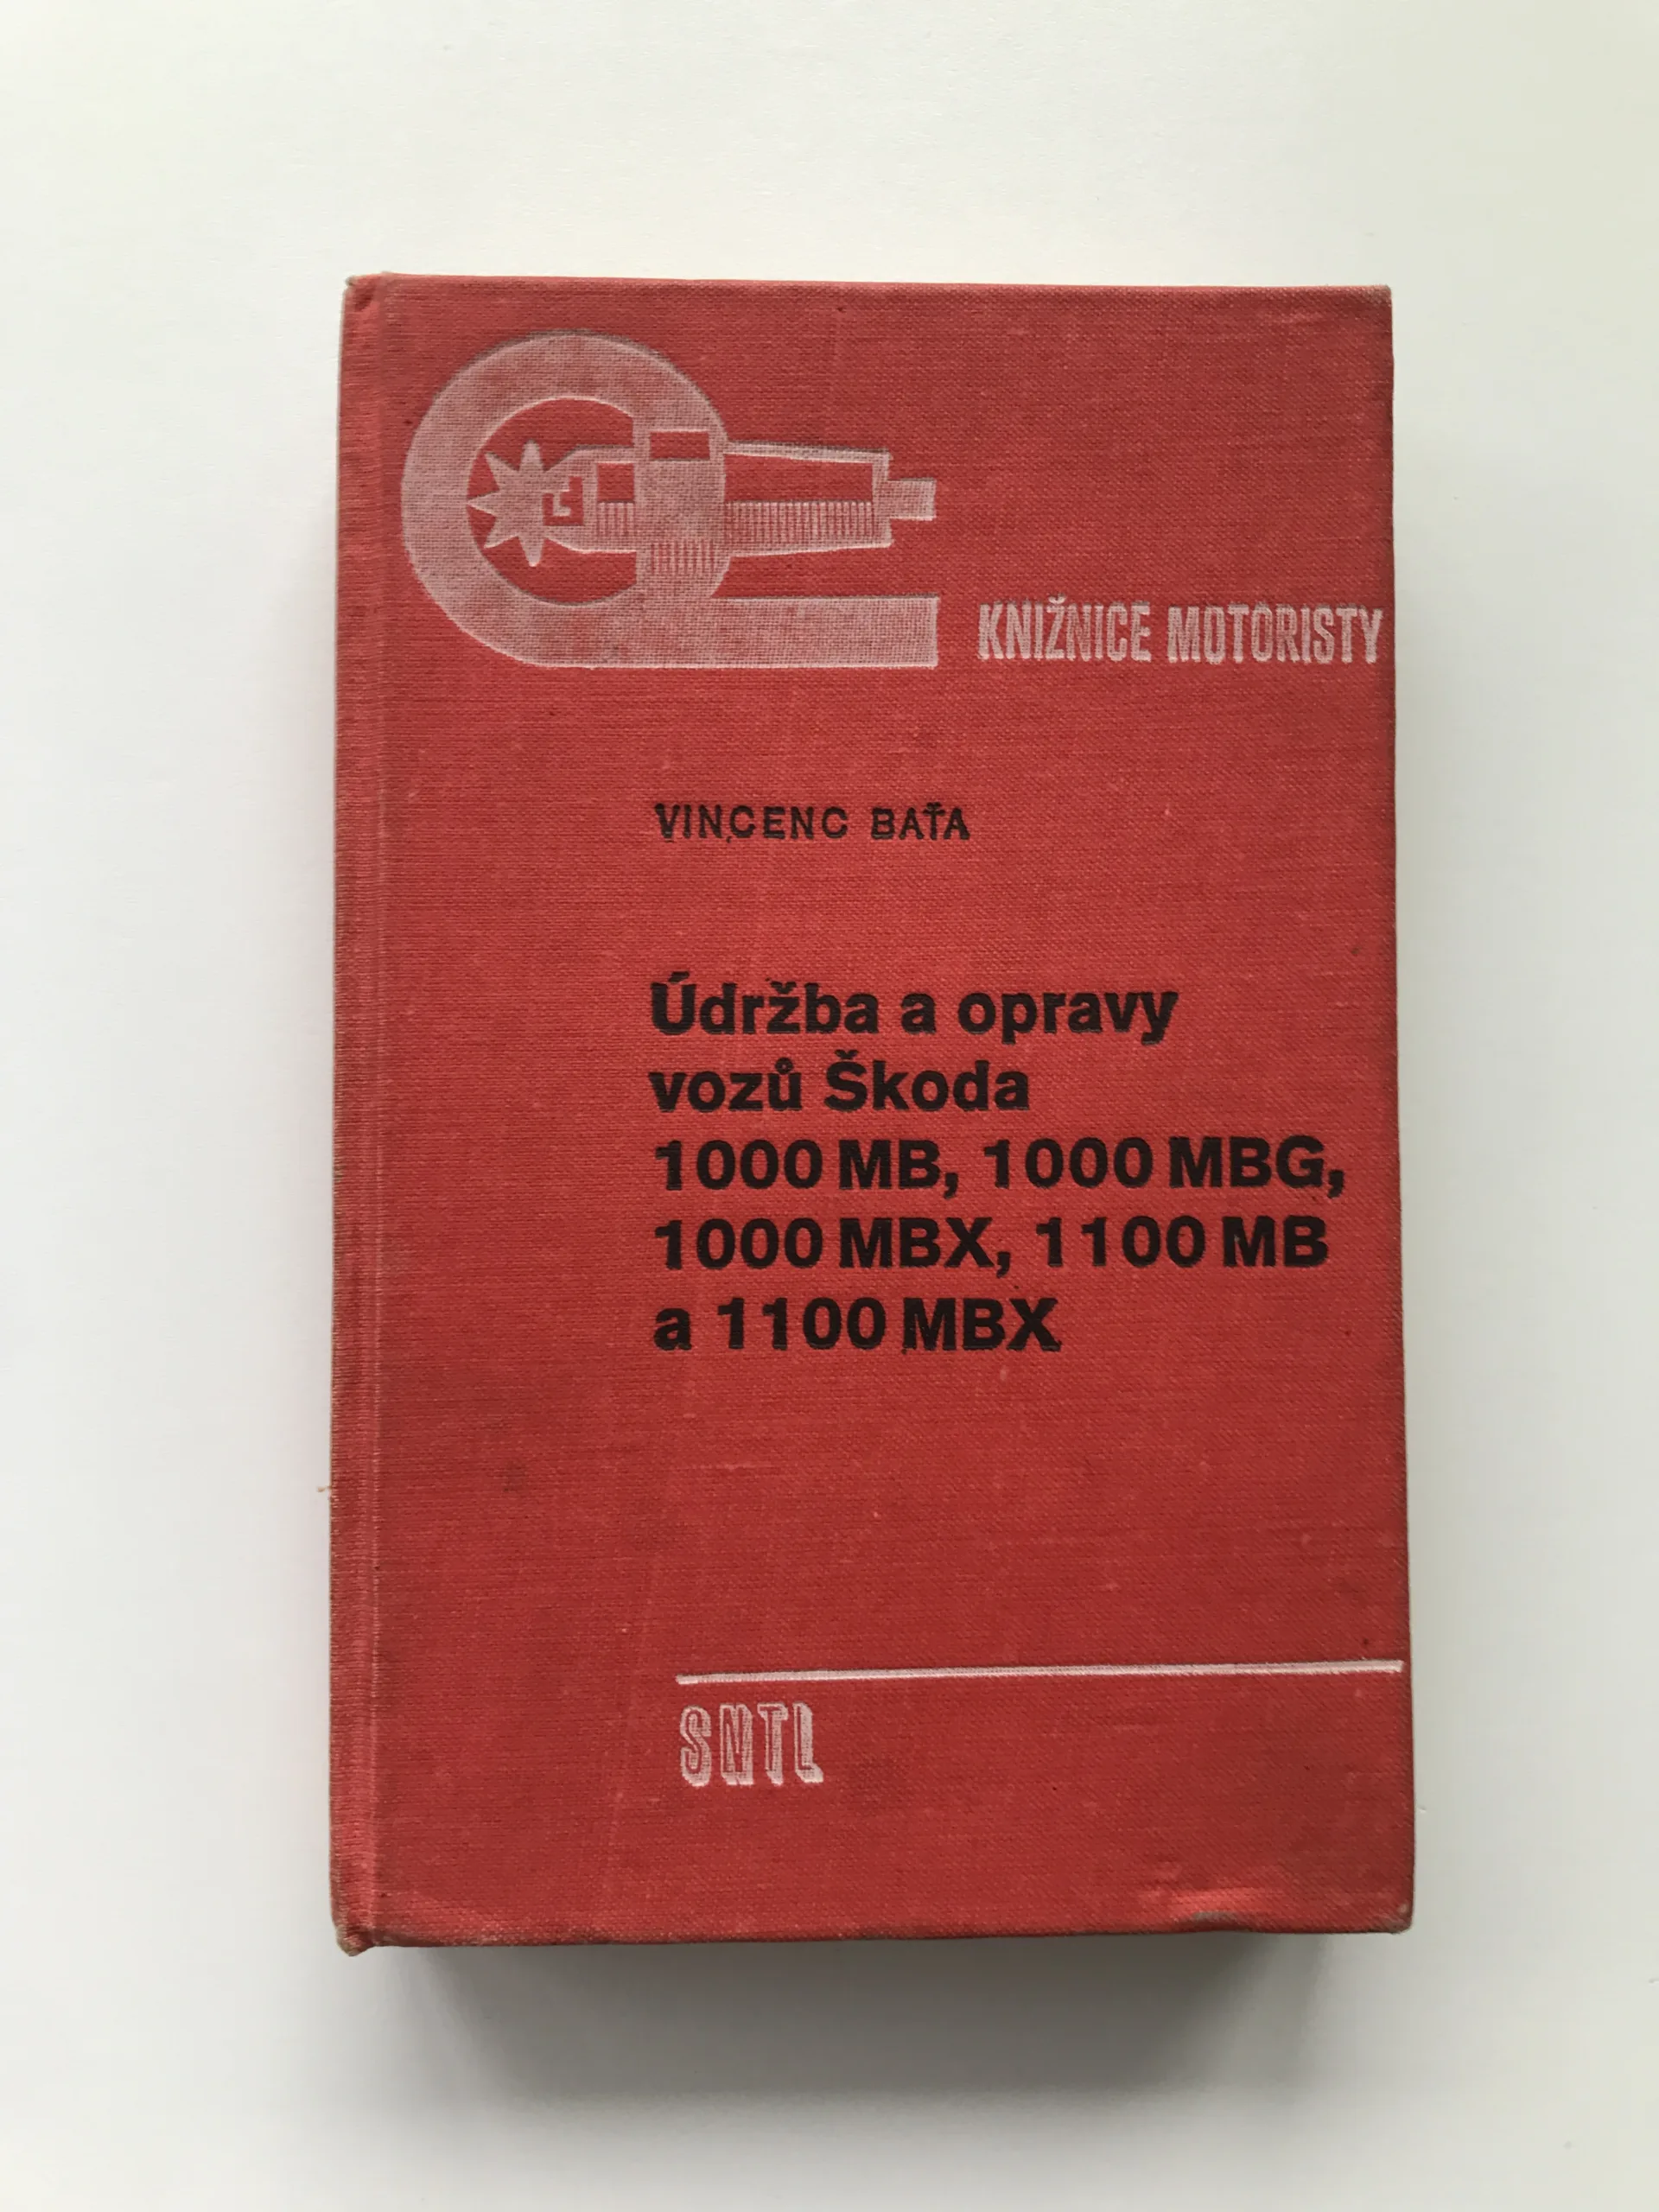 KNIŽNICE MOTORISTY
VINCENC BAŤA
Údržba a opravy
vozů Škoda
1000 MB, 1000 MBG,
1000 MBX, 1100 MB
a 1100 MBX
SNTL